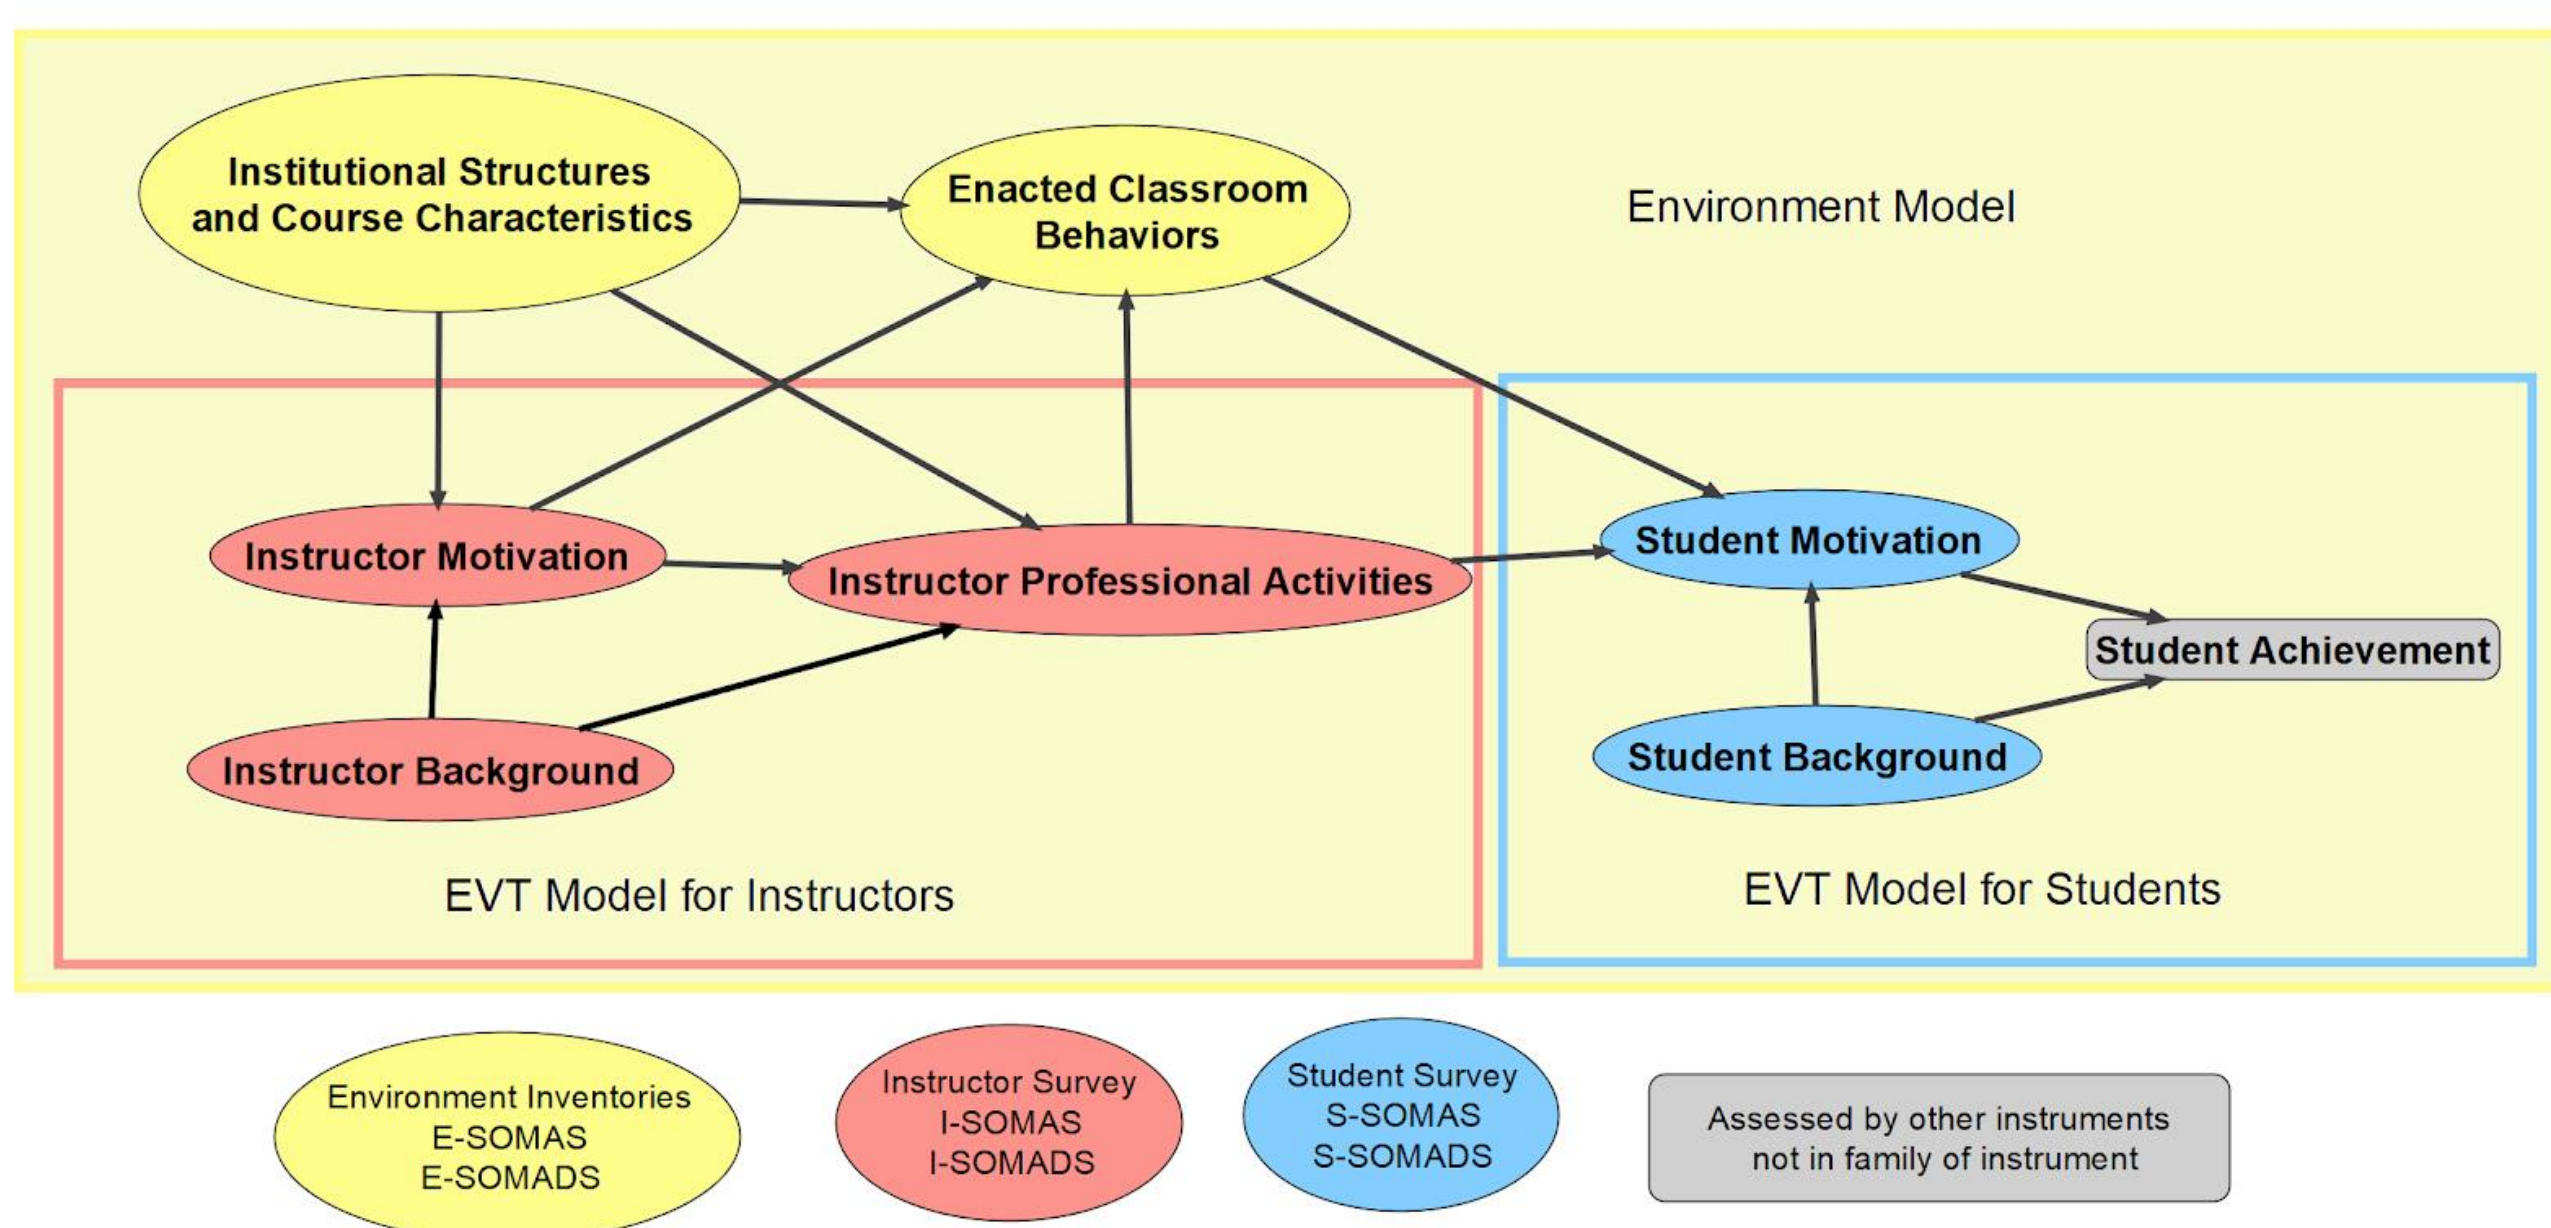 Institutional Structures
and Course Characteristics
Enacted Classroom
Behaviors
Environment Model
Instructor Motivation
Instructor Professional Activities
Student Motivation
Student Achievement
Instructor Background
Student Background
EVT Model for Instructors
EVT Model for Students
Environment Inventories
E-SOMAS
E-SOMADS
Instructor Survey
I-SOMAS
I-SOMADS
Student Survey
S-SOMAS
S-SOMADS
Assessed by other instruments
not in family of instrument